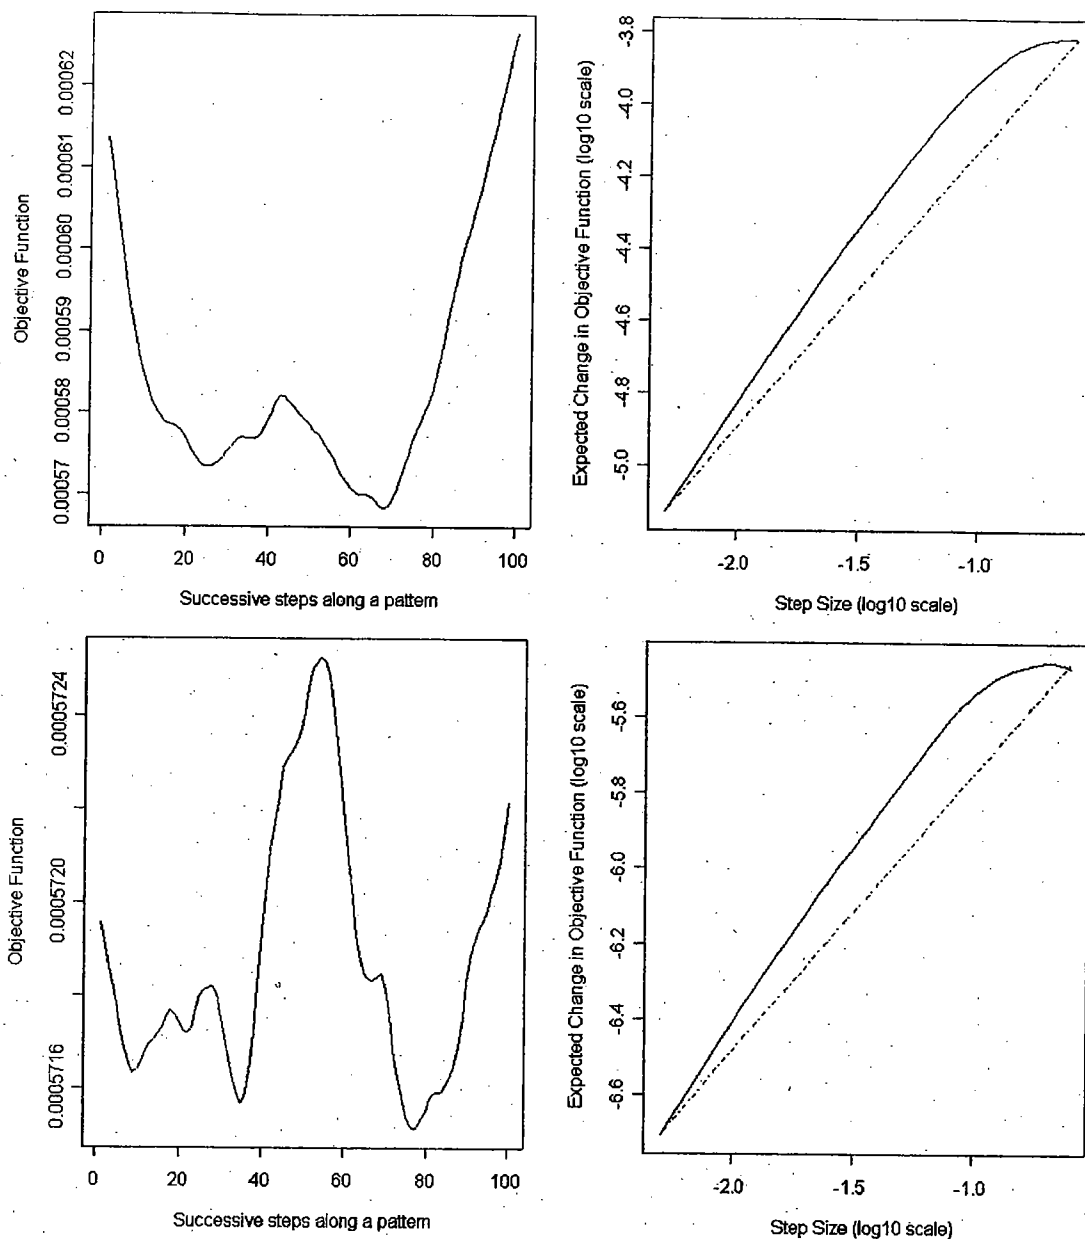 Objective Function
0.00057 0.00058 0.00059 0.00060 0.00061 0.00062
0 20 40 60 80 100
Successive steps along a pattern
Expected Change in Objective Function (log10 scale)
-5.0 -4.8 -4.6 -4.4 -4.2 -4.0 -3.8
-2.0 -1.5 -1.0
Step Size (log10 scale)
Objective Function
0.0005716 0.0005720 0.0005724
0 20 40 60 80 100
Successive steps along a pattern
Expected Change in Objective Function (log10 scale)
-6.6 -6.4 -6.2 -6.0 -5.8 -5.6
-2.0 -1.5 -1.0
Step Size (log10 scale)